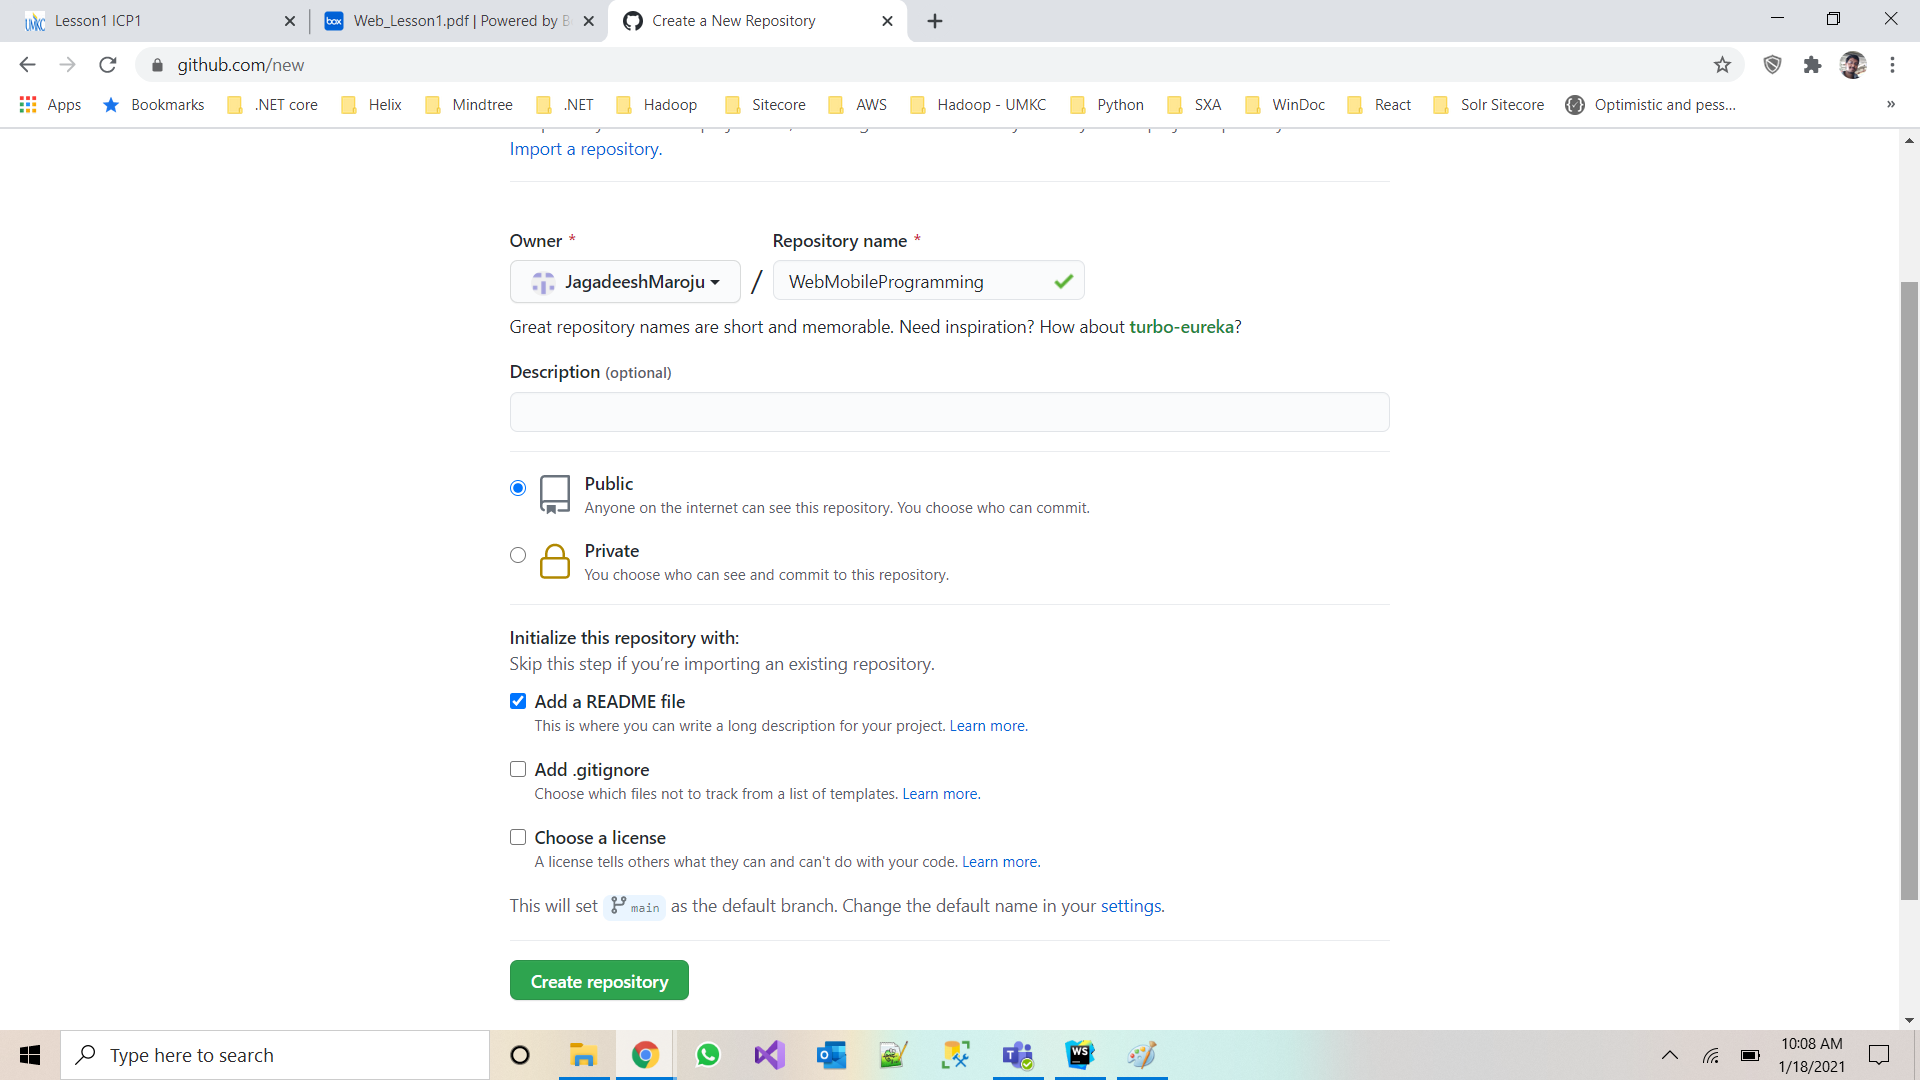 Lesson1 ICP1
Web_Lesson1.pdf | Powered by B
Create a New Repository
github.com/new
Apps Bookmarks .NET core Helix Mindtree .NET Hadoop Sitecore AWS Hadoop - UMKC Python SXA WinDoc React Solr Sitecore Optimistic and pess... »
Import a repository.
Owner * Repository name *
JagadeeshMaroju / WebMobileProgramming
Great repository names are short and memorable. Need inspiration? How about turbo-eureka?
Description (optional)
Public
Anyone on the internet can see this repository. You choose who can commit.
Private
You choose who can see and commit to this repository.
Initialize this repository with:
Skip this step if you’re importing an existing repository.
Add a README file
This is where you can write a long description for your project. Learn more.
Add .gitignore
Choose which files not to track from a list of templates. Learn more.
Choose a license
A license tells others what they can and can't do with your code. Learn more.
This will set main as the default branch. Change the default name in your settings.
Create repository
Type here to search
10:08 AM
1/18/2021